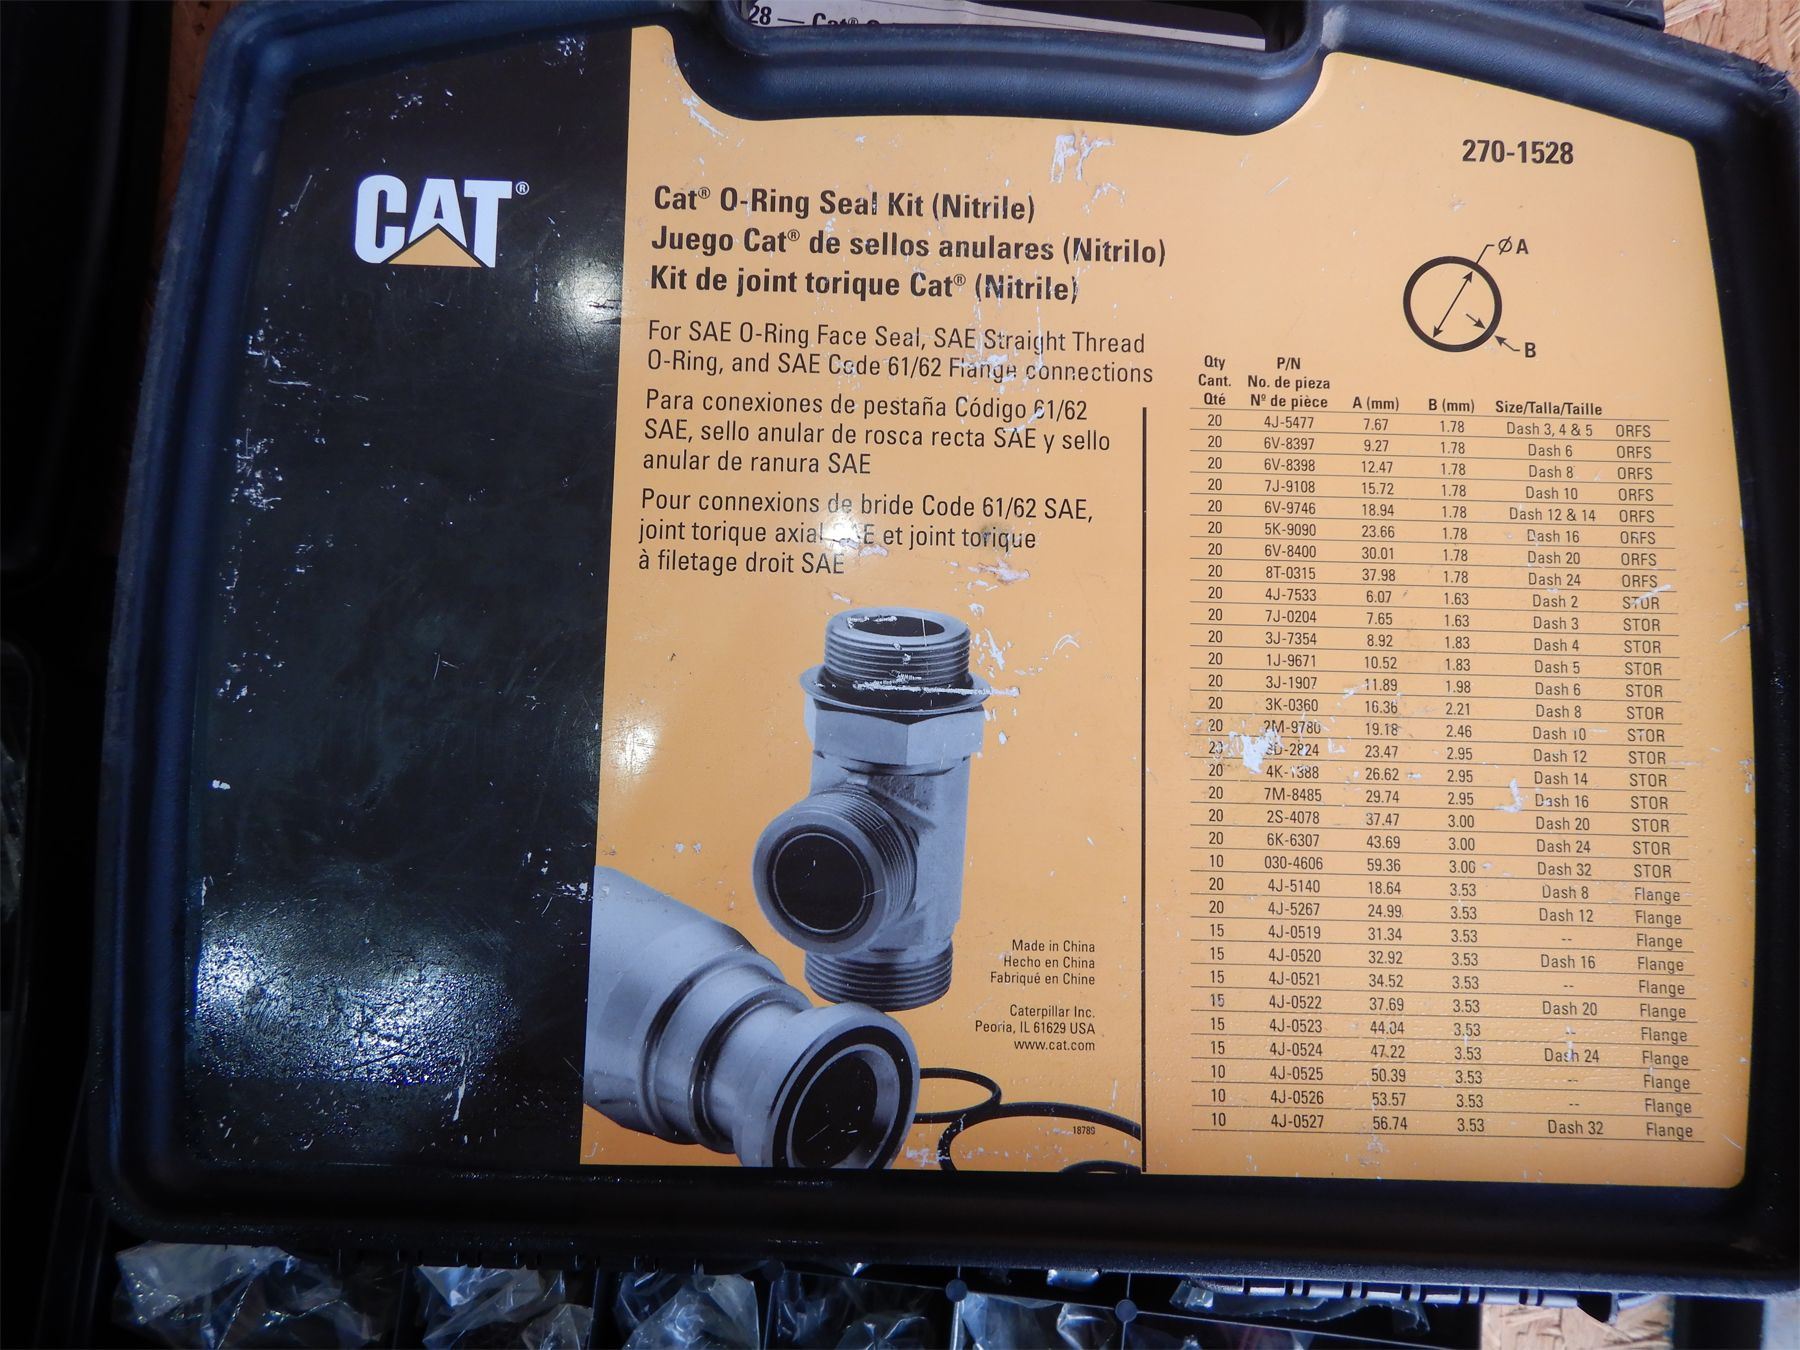 28 — Cat®
270-1528
CAT®
Cat® O-Ring Seal Kit (Nitrile)
Juego Cat® de sellos anulares (Nitrilo)
Kit de joint torique Cat® (Nitrile)
For SAE O-Ring Face Seal, SAE Straight Thread
O-Ring, and SAE Code 61/62 Flange connections
Para conexiones de pestaña Código 61/62
SAE, sello anular de rosca recta SAE y sello
anular de ranura SAE
Pour connexions de bride Code 61/62 SAE,
joint torique axial SAE et joint torique
à filetage droit SAE
Made in China
Hecho en China
Fabriqué en Chine
Caterpillar Inc.
Peoria, IL 61629 USA
www.cat.com
18789
ØA
B
Qty P/N
Cant. No. de pieza
Qté Nº de pièce A (mm) B (mm) Size/Talla/Taille
20 4J-5477 7.67 1.78 Dash 3, 4 & 5 ORFS
20 6V-8397 9.27 1.78 Dash 6 ORFS
20 6V-8398 12.47 1.78 Dash 8 ORFS
20 7J-9108 15.72 1.78 Dash 10 ORFS
20 6V-9746 18.94 1.78 Dash 12 & 14 ORFS
20 5K-9090 23.66 1.78 Dash 16 ORFS
20 6V-8400 30.01 1.78 Dash 20 ORFS
20 8T-0315 37.98 1.78 Dash 24 ORFS
20 4J-7533 6.07 1.63 Dash 2 STOR
20 7J-0204 7.65 1.63 Dash 3 STOR
20 3J-7354 8.92 1.83 Dash 4 STOR
20 1J-9671 10.52 1.83 Dash 5 STOR
20 3J-1907 11.89 1.98 Dash 6 STOR
20 3K-0360 16.36 2.21 Dash 8 STOR
20 2M-9780 19.18 2.46 Dash 10 STOR
20 23.47 2.95 Dash 12 STOR
20 4K-1388 26.62 2.95 Dash 14 STOR
20 7M-8485 29.74 2.95 Dash 16 STOR
20 2S-4078 37.47 3.00 Dash 20 STOR
20 6K-6307 43.69 3.00 Dash 24 STOR
10 030-4606 59.36 3.00 Dash 32 STOR
20 4J-5140 18.64 3.53 Dash 8 Flange
20 4J-5267 24.99 3.53 Dash 12 Flange
15 4J-0519 31.34 3.53 -- Flange
15 4J-0520 32.92 3.53 Dash 16 Flange
15 4J-0521 34.52 3.53 -- Flange
15 4J-0522 37.69 3.53 Dash 20 Flange
15 4J-0523 44.04 3.53 Flange
15 4J-0524 47.22 3.53 Dash 24 Flange
10 4J-0525 50.39 3.53 -- Flange
10 4J-0526 53.57 3.53 -- Flange
10 4J-0527 56.74 3.53 Dash 32 Flange